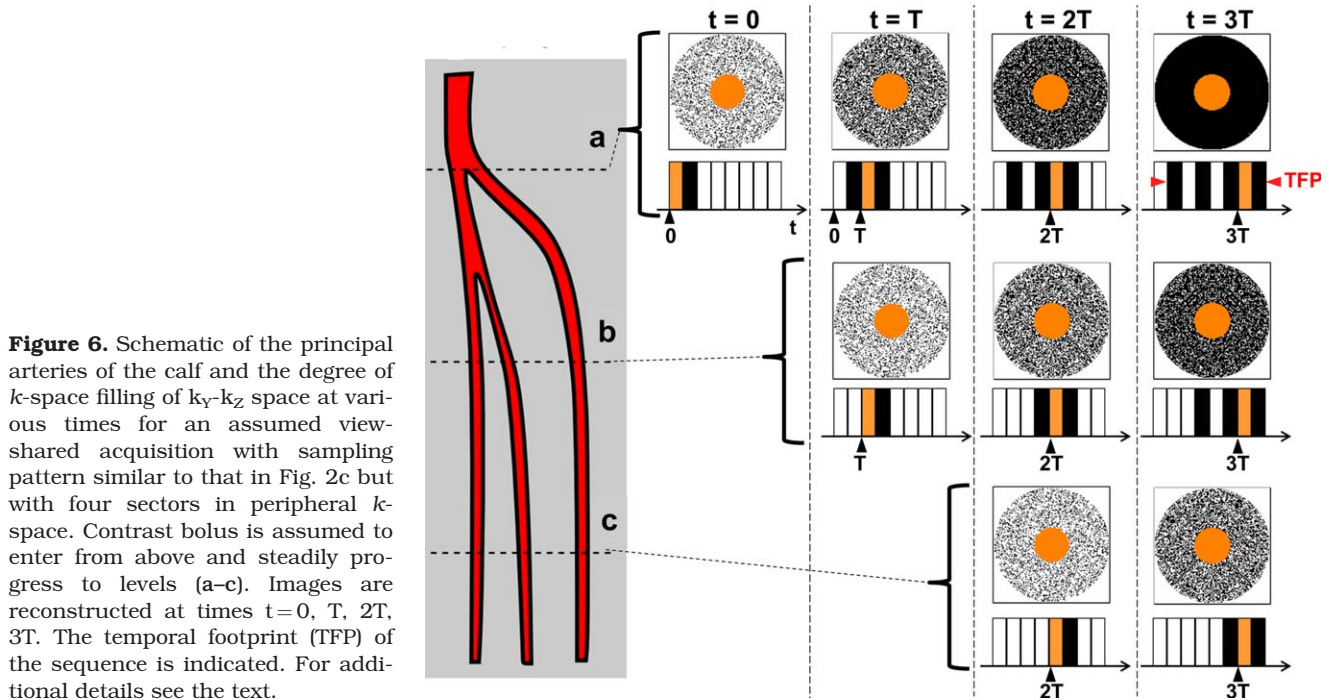 t = 0 t = T t = 2T t = 3T
a
TFP
0 t 0 T 2T 3T
b
T 2T 3T
c
2T 3T
Figure 6. Schematic of the principal
arteries of the calf and the degree of
k-space filling of kY-kZ space at vari-
ous times for an assumed view-
shared acquisition with sampling
pattern similar to that in Fig. 2c but
with four sectors in peripheral k-
space. Contrast bolus is assumed to
enter from above and steadily pro-
gress to levels (a–c). Images are
reconstructed at times t=0, T, 2T,
3T. The temporal footprint (TFP) of
the sequence is indicated. For addi-
tional details see the text.